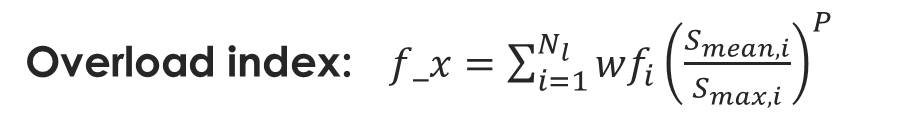 Overload index: f_x = ∑_{i=1}^{N_l} wf_i (S_{mean,i}/S_{max,i})^P